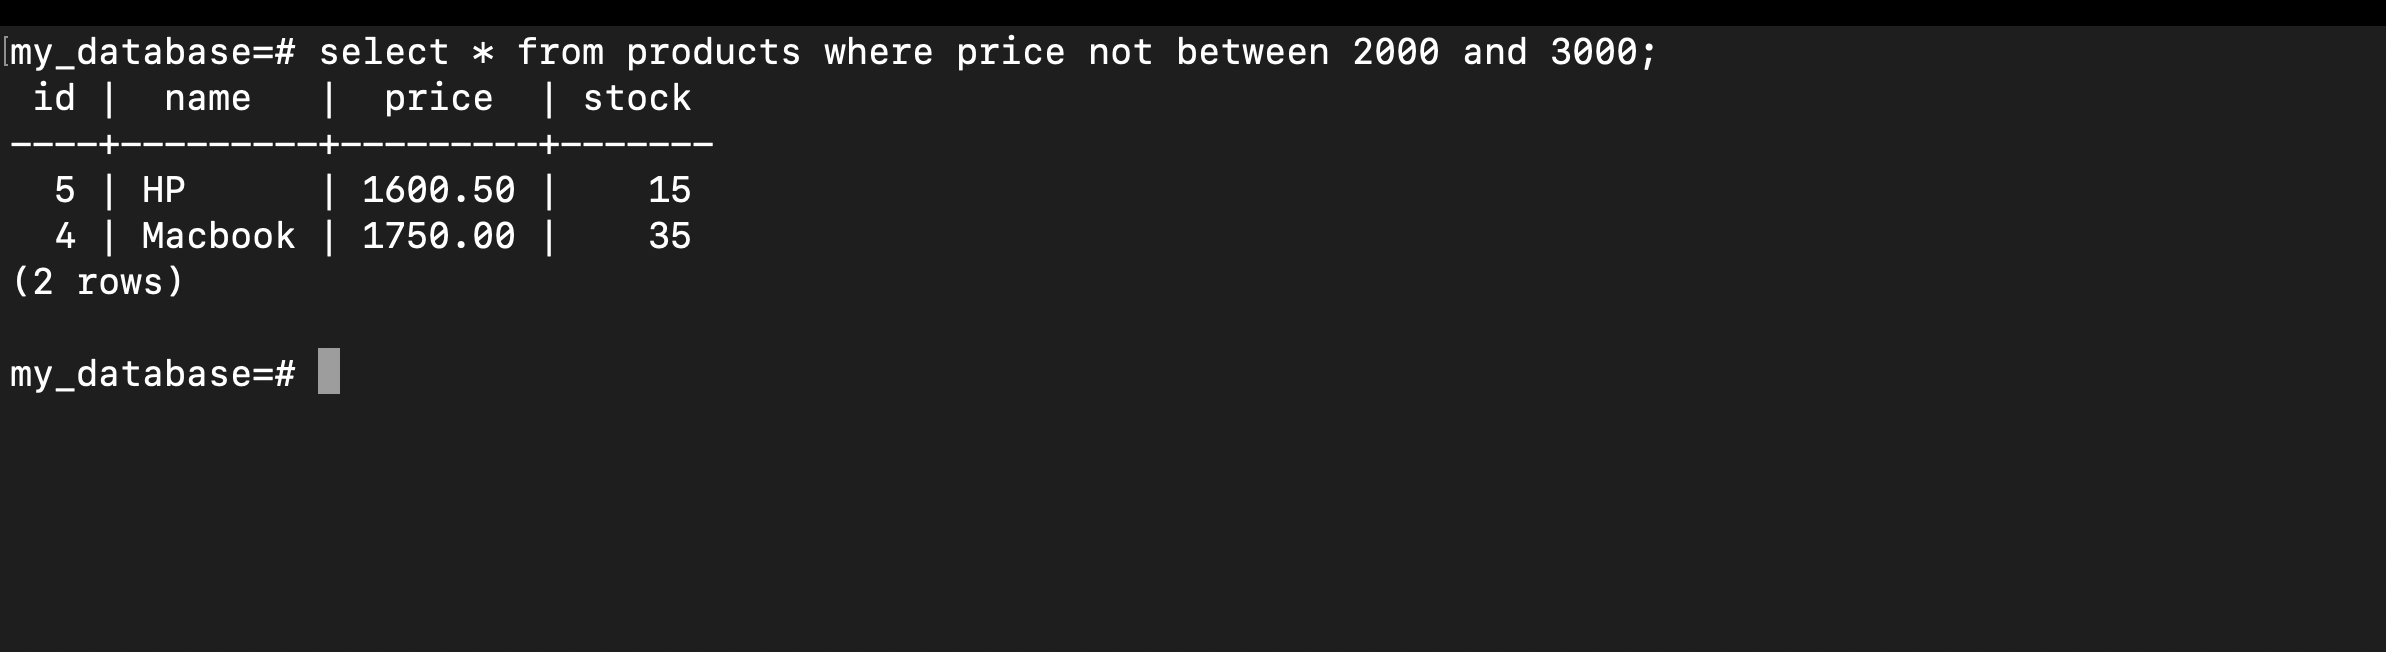 my_database=# select * from products where price not between 2000 and 3000;
 id |  name   |  price  | stock
----+---------+---------+-------
  5 | HP      | 1600.50 |    15
  4 | Macbook | 1750.00 |    35
(2 rows)

my_database=#